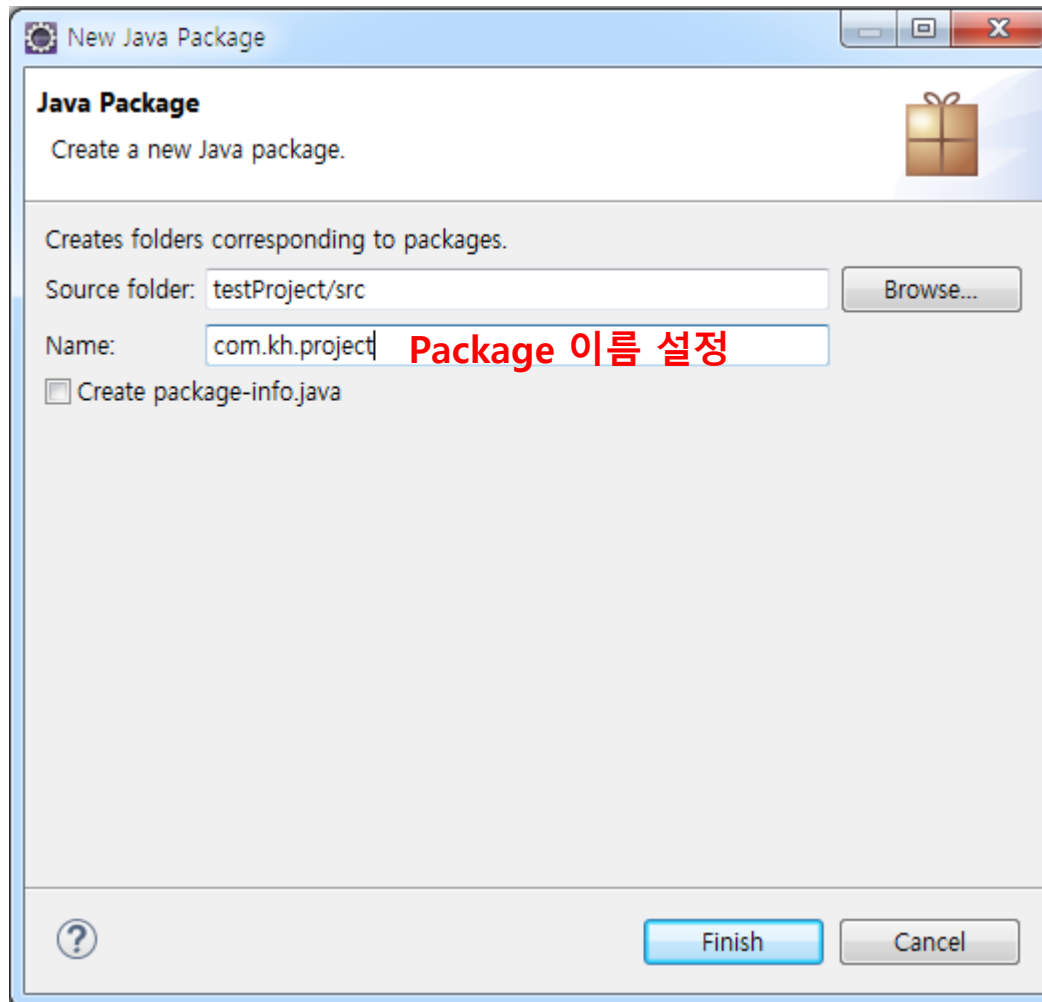 New Java Package
Java Package
Create a new Java package.
Creates folders corresponding to packages.
Source folder: testProject/src Browse...
Name: com.kh.project Package 이름 설정
Create package-info.java
? Finish Cancel